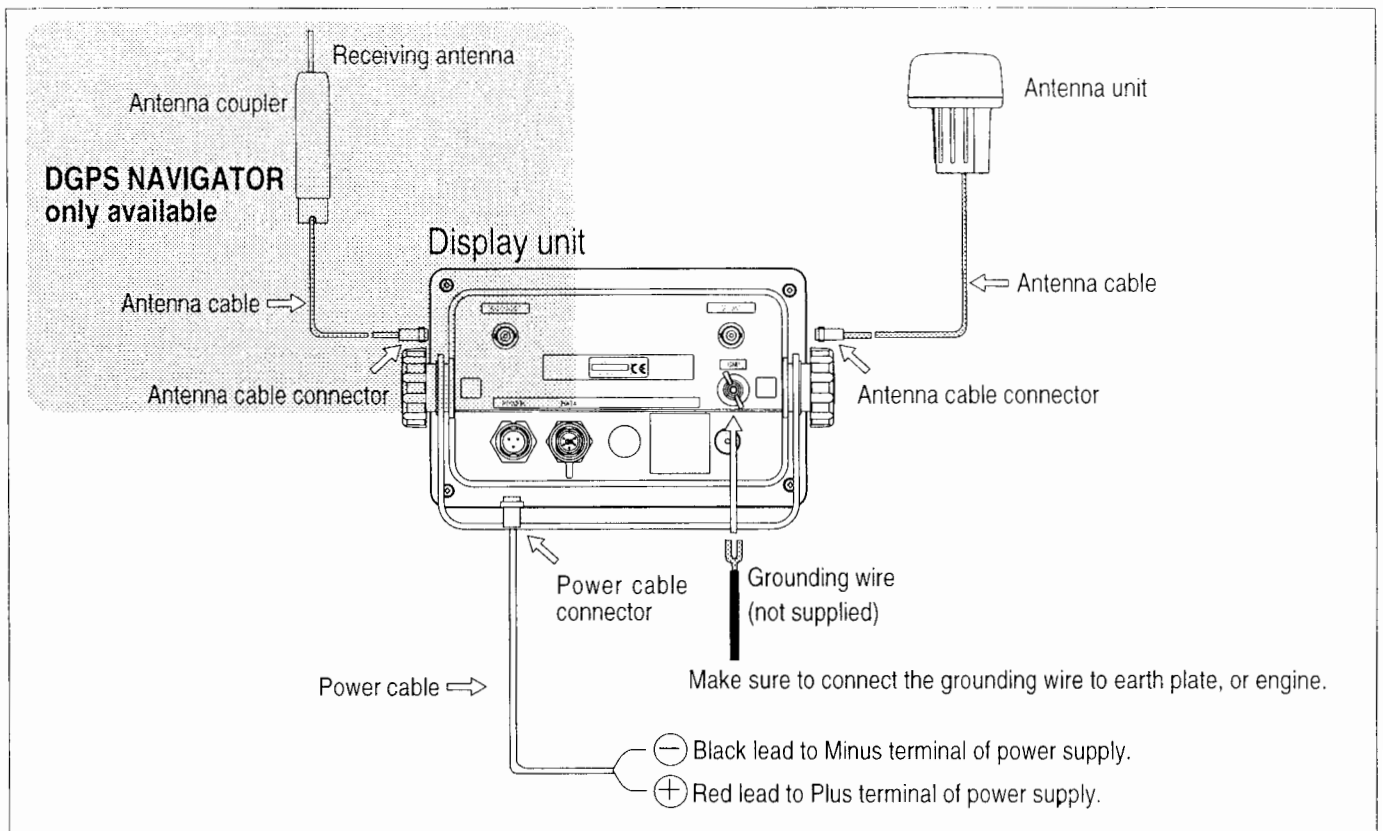 Receiving antenna
Antenna coupler
Antenna unit
DGPS NAVIGATOR
only available
Display unit
Antenna cable
Antenna cable
Antenna cable connector
Antenna cable connector
CE
Power cable
connector
Grounding wire
(not supplied)
Power cable
Make sure to connect the grounding wire to earth plate, or engine.
Black lead to Minus terminal of power supply.
Red lead to Plus terminal of power supply.